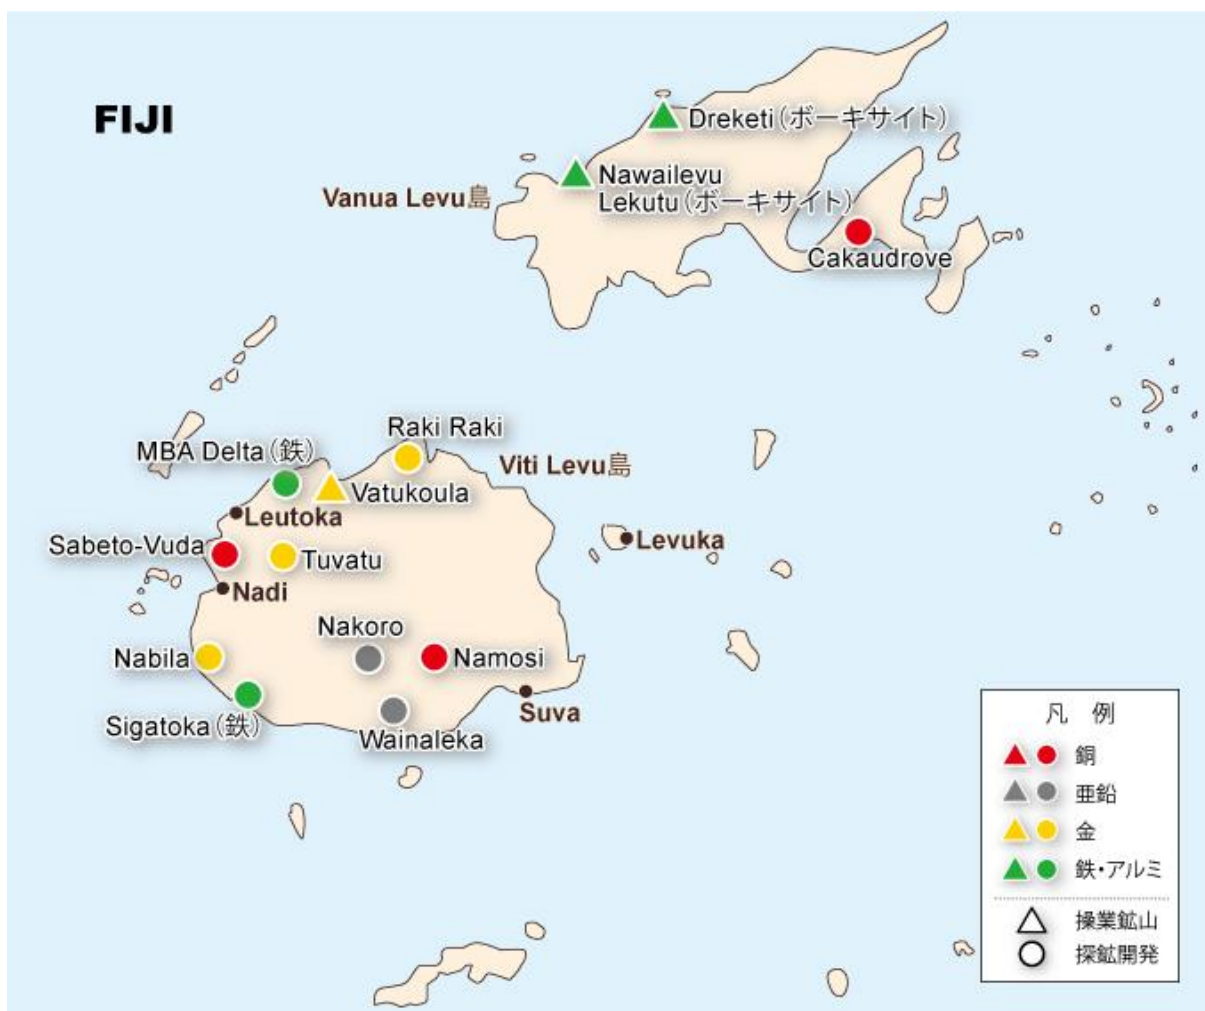 FIJI
Dreketi(ボーキサイト)
Nawailevu
Lekutu(ボーキサイト)
Vanua Levu島
Cakaudrove
Raki Raki
MBA Delta(鉄)
Viti Levu島
Vatukoula
Leutoka
Sabeto-Vuda
Tuvatu
Levuka
Nadi
Nakoro
Nabila
Namosi
Sigatoka(鉄)
Suva
Wainaleka
凡 例
銅
亜鉛
金
鉄・アルミ
操業鉱山
探鉱開発